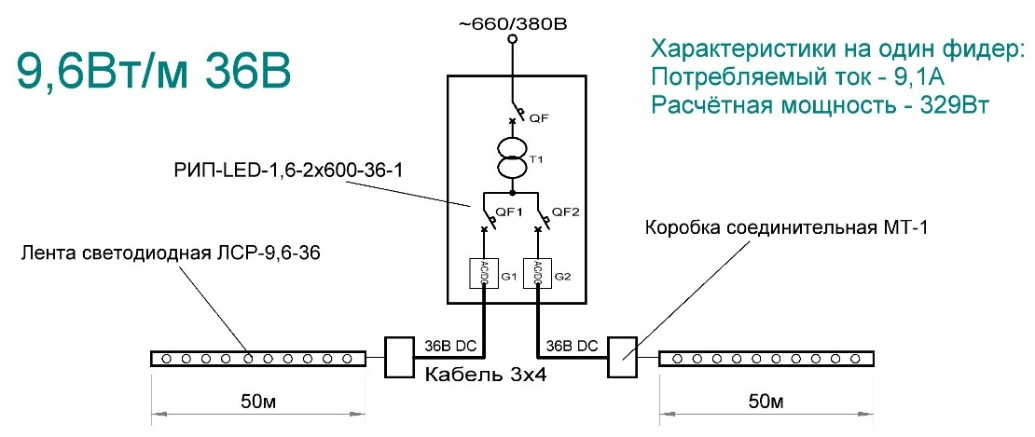 ~660/380В
9,6Вт/м 36В
Характеристики на один фидер:
Потребляемый ток - 9,1А
Расчётная мощность - 329Вт
QF
T1
РИП-LED-1,6-2x600-36-1
QF1
QF2
Коробка соединительная МТ-1
Лента светодиодная ЛСР-9,6-36
AC/DC
G1
AC/DC
G2
36В DC
36В DC
Кабель 3х4
50м
50м